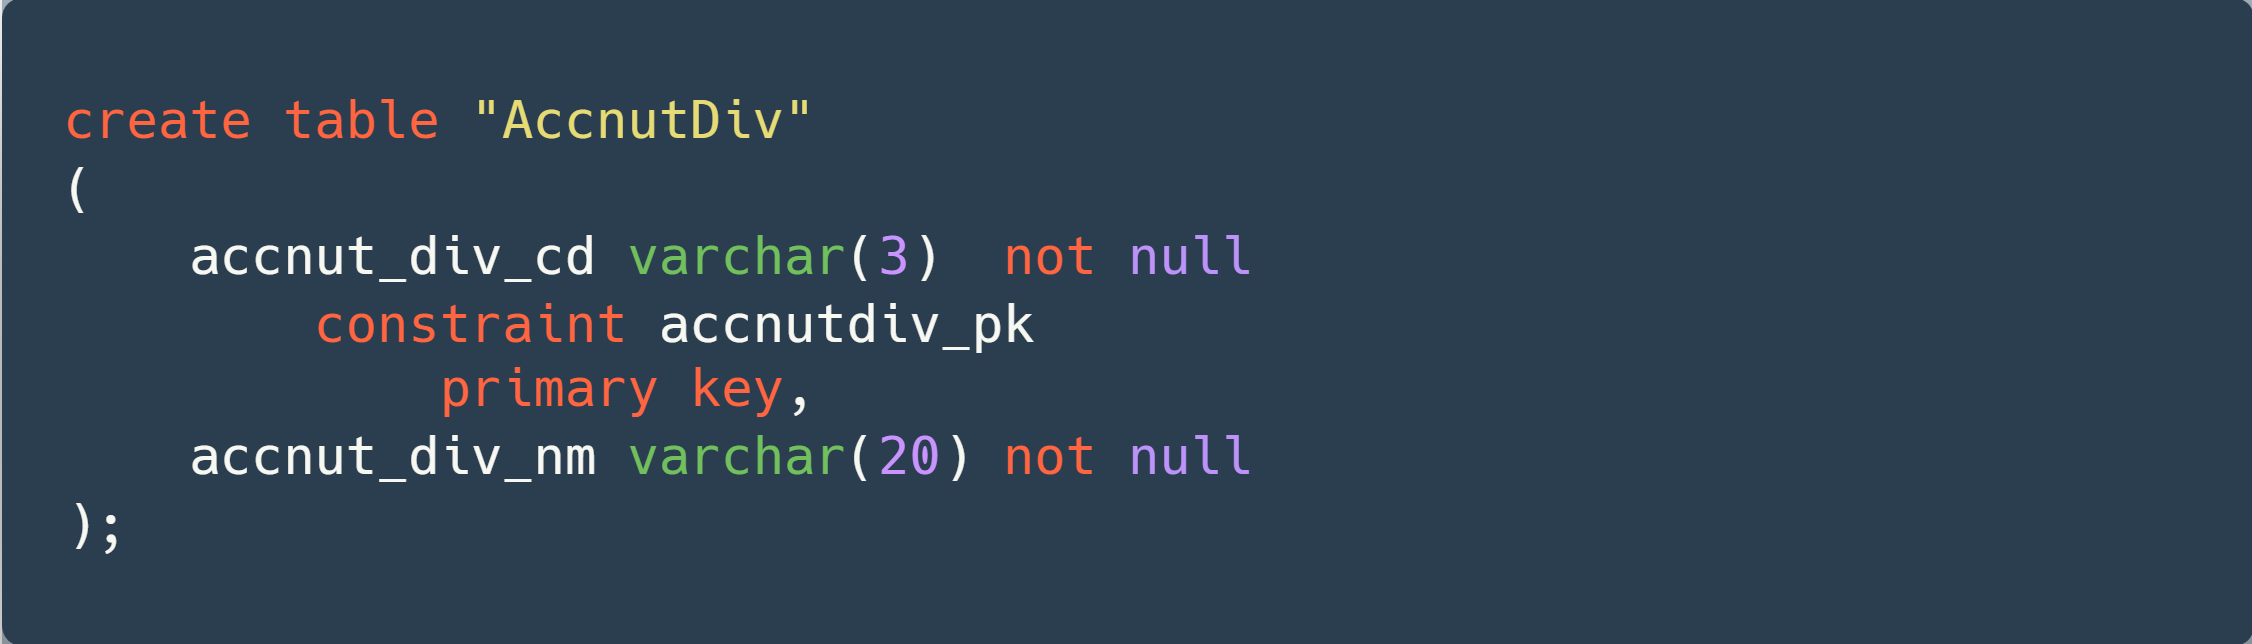 create table "AccnutDiv"
(
    accnut_div_cd varchar(3)  not null
        constraint accnutdiv_pk
            primary key,
    accnut_div_nm varchar(20) not null
);